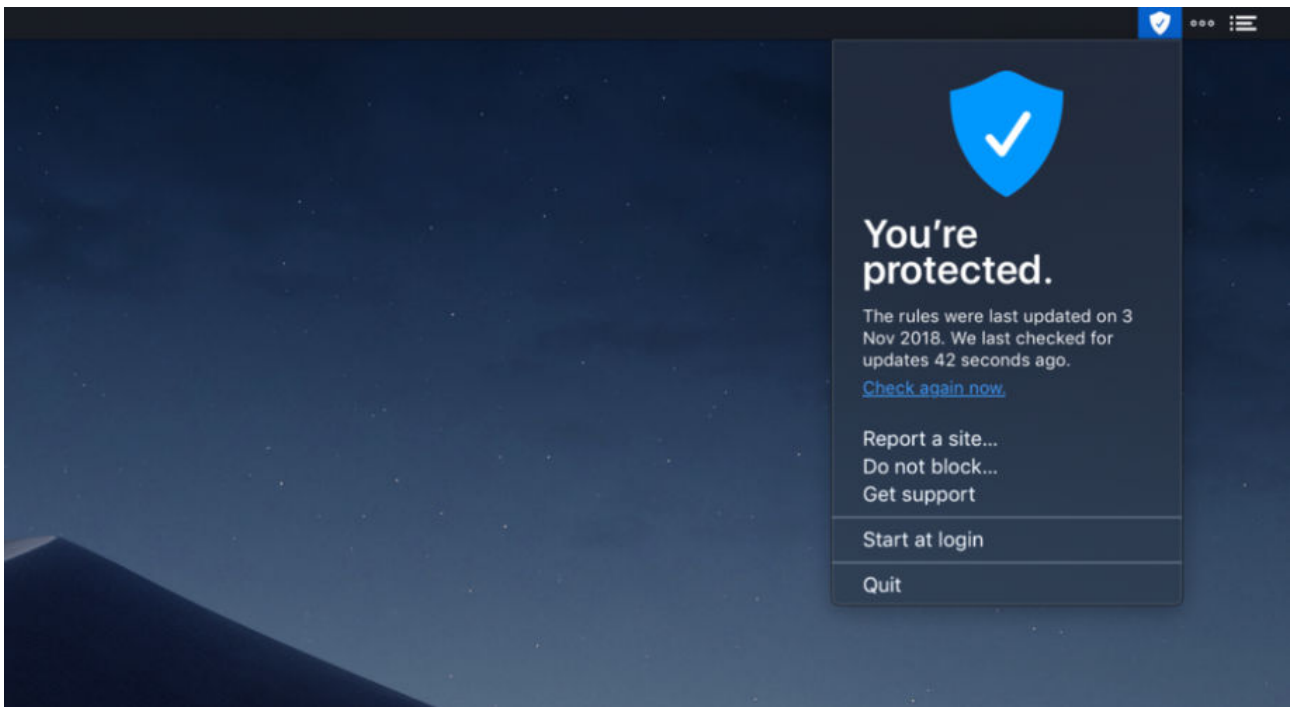 You're
protected.
The rules were last updated on 3
Nov 2018. We last checked for
updates 42 seconds ago.
Check again now.
Report a site...
Do not block...
Get support
Start at login
Quit